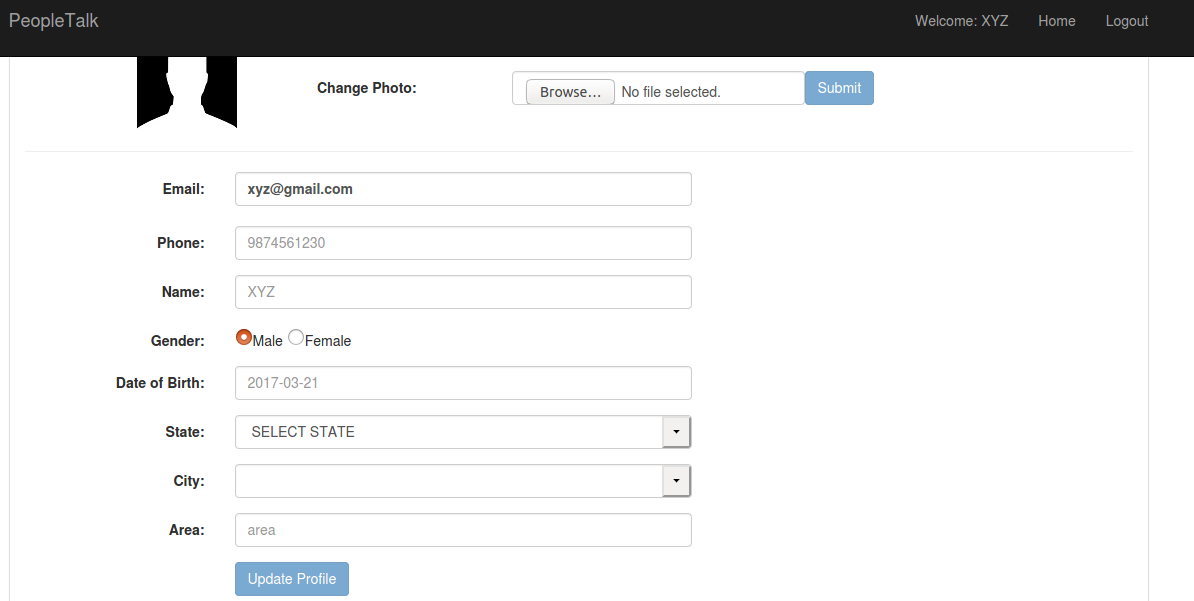 PeopleTalk Welcome: XYZ Home Logout
Change Photo: Browse... No file selected. Submit
Email: xyz@gmail.com
Phone: 9874561230
Name: XYZ
Gender: Male Female
Date of Birth: 2017-03-21
State: SELECT STATE
City:
Area: area
Update Profile